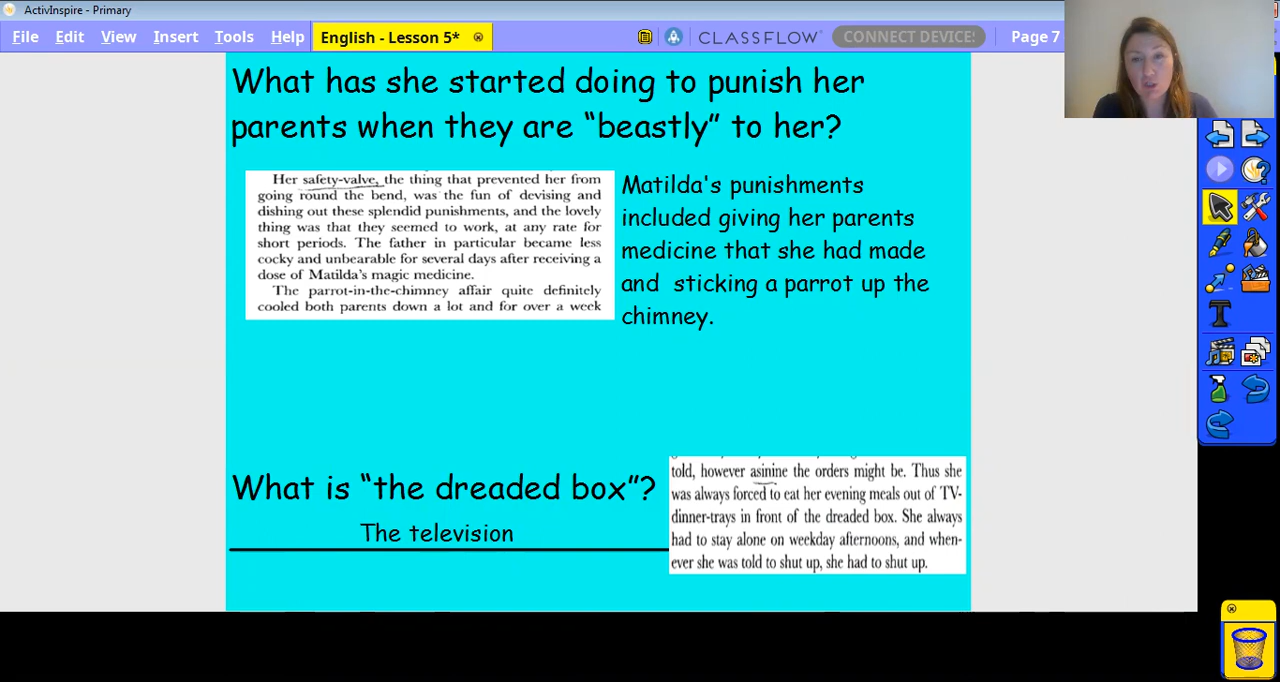 ActivInspire - Primary
File Edit View Insert Tools Help English - Lesson 5* CLASSFLOW CONNECT DEVICES Page 7
What has she started doing to punish her
parents when they are “beastly” to her?
Her safety-valve, the thing that prevented her from
going round the bend, was the fun of devising and
dishing out these splendid punishments, and the lovely
thing was that they seemed to work, at any rate for
short periods. The father in particular became less
cocky and unbearable for several days after receiving a
dose of Matilda's magic medicine.
The parrot-in-the-chimney affair quite definitely
cooled both parents down a lot and for over a week
Matilda's punishments
included giving her parents
medicine that she had made
and sticking a parrot up the
chimney.
What is “the dreaded box”?
The television
told, however asinine the orders might be. Thus she
was always forced to eat her evening meals out of TV-
dinner-trays in front of the dreaded box. She always
had to stay alone on weekday afternoons, and when-
ever she was told to shut up, she had to shut up.